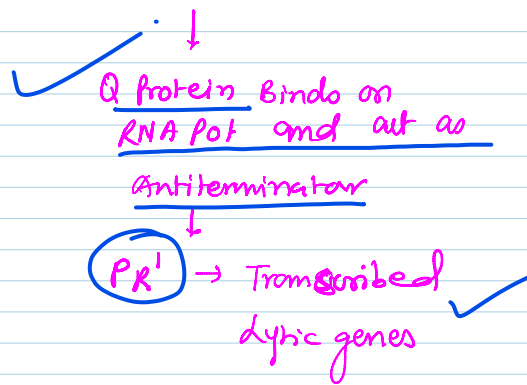 ↓
Q Protein Binds on
RNA Pol and act as
Antiterminator
↓
PR' → Transcribed
Lytic genes